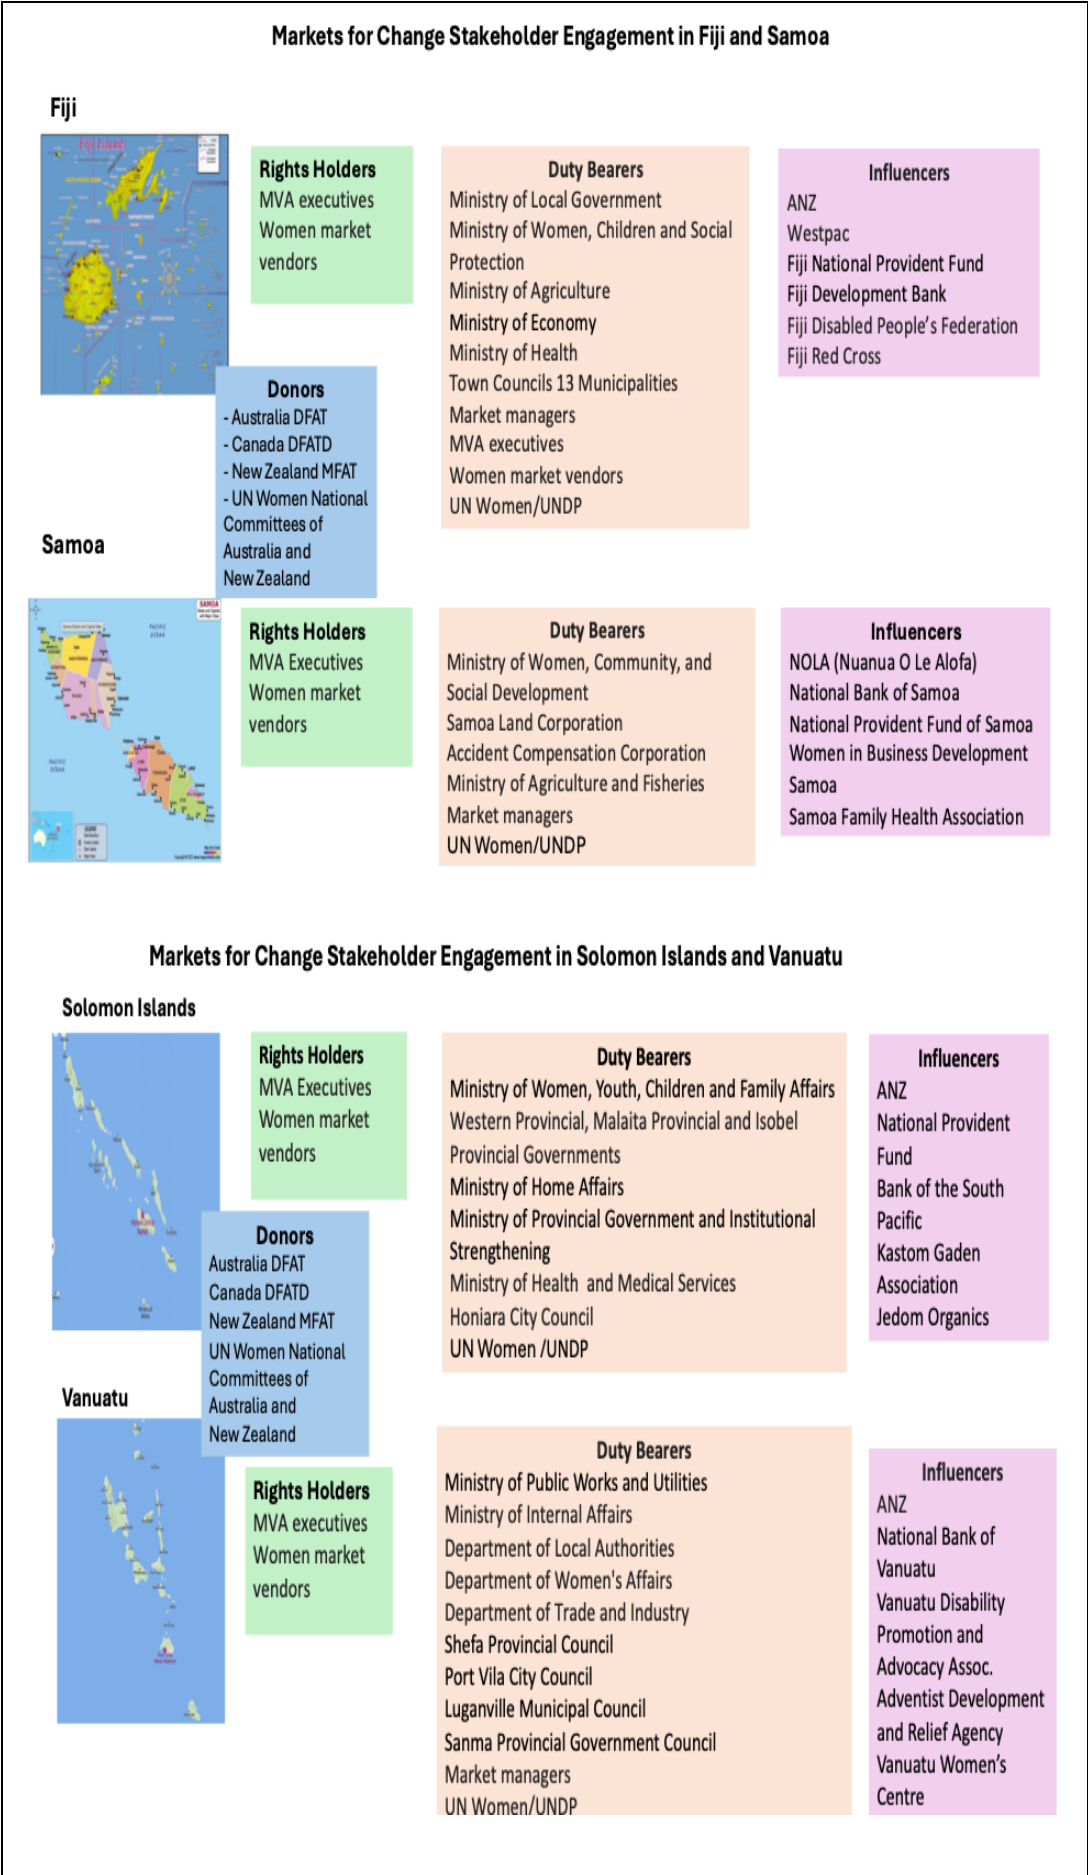 Markets for Change Stakeholder Engagement in Fiji and Samoa
Fiji
Fiji Islands
Rights Holders
MVA executives
Women market
vendors
Duty Bearers
Ministry of Local Government
Ministry of Women, Children and Social
Protection
Ministry of Agriculture
Ministry of Economy
Ministry of Health
Town Councils 13 Municipalities
Market managers
MVA executives
Women market vendors
UN Women/UNDP
Influencers
ANZ
Westpac
Fiji National Provident Fund
Fiji Development Bank
Fiji Disabled People’s Federation
Fiji Red Cross
Donors
- Australia DFAT
- Canada DFATD
- New Zealand MFAT
- UN Women National
Committees of
Australia and
New Zealand
Samoa
SAMOA
PACIFIC
OCEAN
PACIFIC
OCEAN
LEGEND
Rights Holders
MVA Executives
Women market
vendors
Duty Bearers
Ministry of Women, Community, and
Social Development
Samoa Land Corporation
Accident Compensation Corporation
Ministry of Agriculture and Fisheries
Market managers
UN Women/UNDP
Influencers
NOLA (Nuanua O Le Alofa)
National Bank of Samoa
National Provident Fund of Samoa
Women in Business Development
Samoa
Samoa Family Health Association
Markets for Change Stakeholder Engagement in Solomon Islands and Vanuatu
Solomon Islands
Rights Holders
MVA Executives
Women market
vendors
Duty Bearers
Ministry of Women, Youth, Children and Family Affairs
Western Provincial, Malaita Provincial and Isobel
Provincial Governments
Ministry of Home Affairs
Ministry of Provincial Government and Institutional
Strengthening
Ministry of Health and Medical Services
Honiara City Council
UN Women /UNDP
Influencers
ANZ
National Provident
Fund
Bank of the South
Pacific
Kastom Gaden
Association
Jedom Organics
Donors
Australia DFAT
Canada DFATD
New Zealand MFAT
UN Women National
Committees of
Australia and
New Zealand
Vanuatu
Rights Holders
MVA executives
Women market
vendors
Duty Bearers
Ministry of Public Works and Utilities
Ministry of Internal Affairs
Department of Local Authorities
Department of Women's Affairs
Department of Trade and Industry
Shefa Provincial Council
Port Vila City Council
Luganville Municipal Council
Sanma Provincial Government Council
Market managers
UN Women/UNDP
Influencers
ANZ
National Bank of
Vanuatu
Vanuatu Disability
Promotion and
Advocacy Assoc.
Adventist Development
and Relief Agency
Vanuatu Women’s
Centre